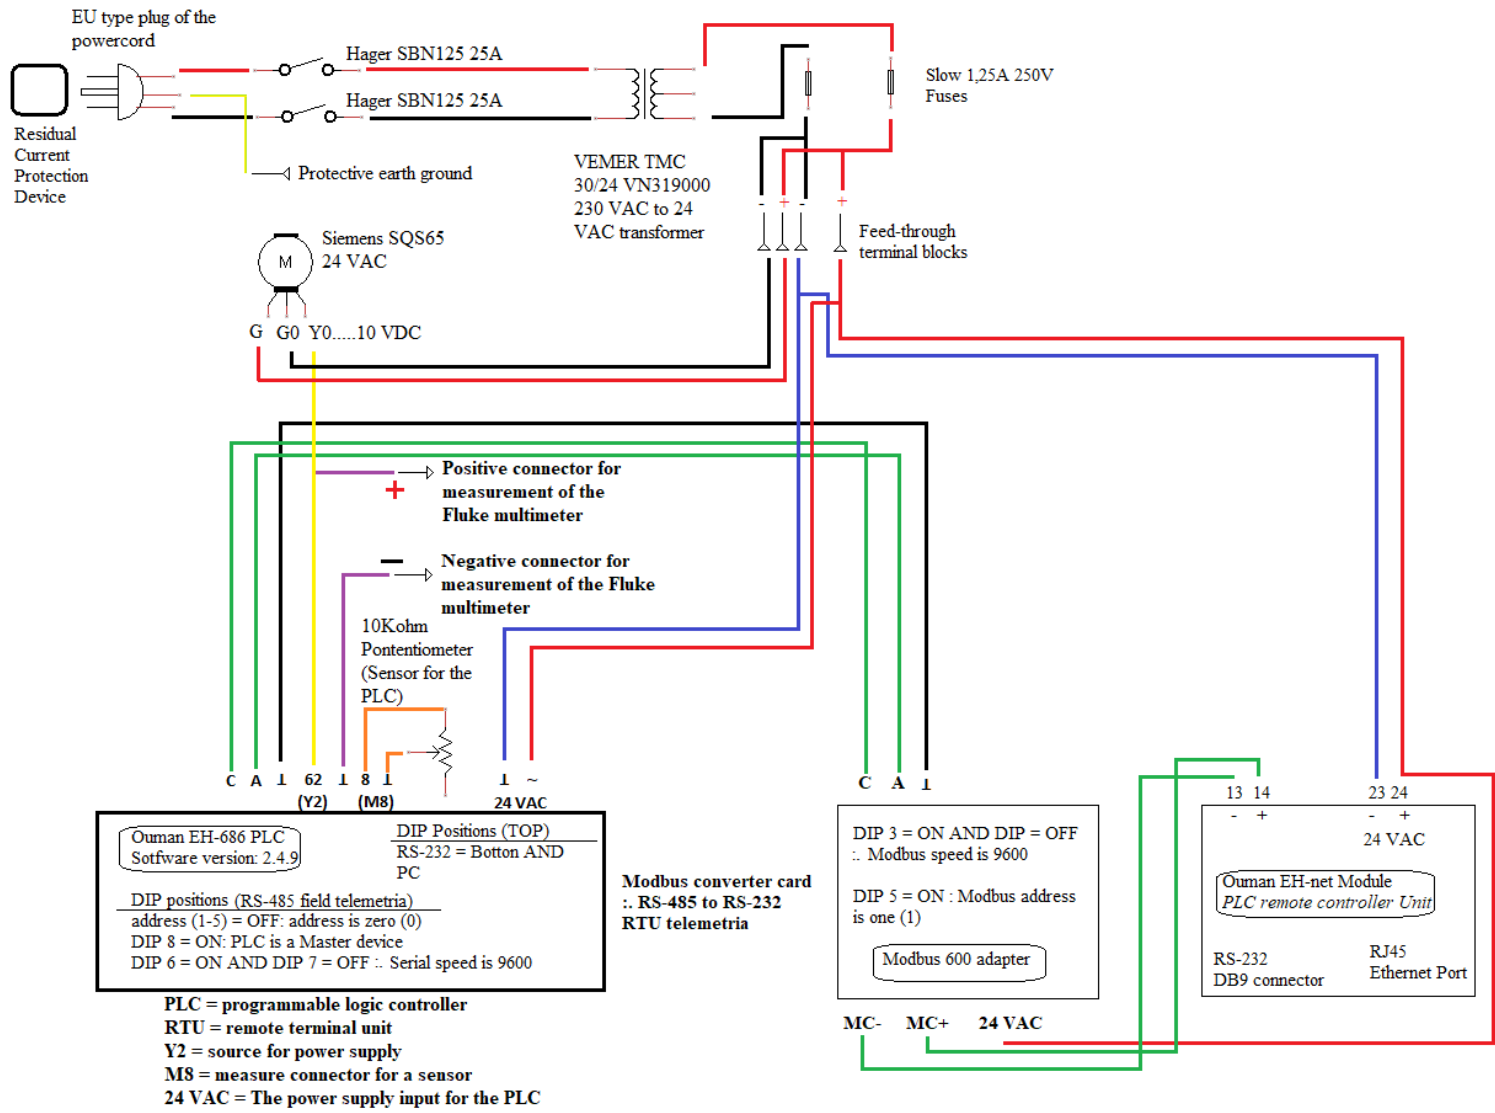 EU type plug of the
powercord
Hager SBN125 25A
Hager SBN125 25A
Slow 1,25A 250V
Fuses
Residual
Current
Protection
Device
Protective earth ground
VEMER TMC
30/24 VN319000
230 VAC to 24
VAC transformer
- + - +
Feed-through
terminal blocks
Siemens SQS65
24 VAC
M
G G0 Y0.....10 VDC
Positive connector for
measurement of the
Fluke multimeter
+
Negative connector for
measurement of the Fluke
multimeter
10Kohm
Pontentiometer
(Sensor for the
PLC)
C A ⊥ 62 ⊥ 8 ⊥ ⊥ ~
(Y2) (M8) 24 VAC
C A ⊥
13 14 23 24
- + - +
24 VAC
Ouman EH-686 PLC
Sotfware version: 2.4.9
DIP Positions (TOP)
RS-232 = Botton AND
PC
DIP positions (RS-485 field telemetria)
address (1-5) = OFF: address is zero (0)
DIP 8 = ON: PLC is a Master device
DIP 6 = ON AND DIP 7 = OFF :. Serial speed is 9600
Modbus converter card
:. RS-485 to RS-232
RTU telemetria
DIP 3 = ON AND DIP = OFF
:. Modbus speed is 9600
DIP 5 = ON : Modbus address
is one (1)
Modbus 600 adapter
Ouman EH-net Module
PLC remote controller Unit
RS-232
DB9 connector
RJ45
Ethernet Port
MC- MC+ 24 VAC
PLC = programmable logic controller
RTU = remote terminal unit
Y2 = source for power supply
M8 = measure connector for a sensor
24 VAC = The power supply input for the PLC